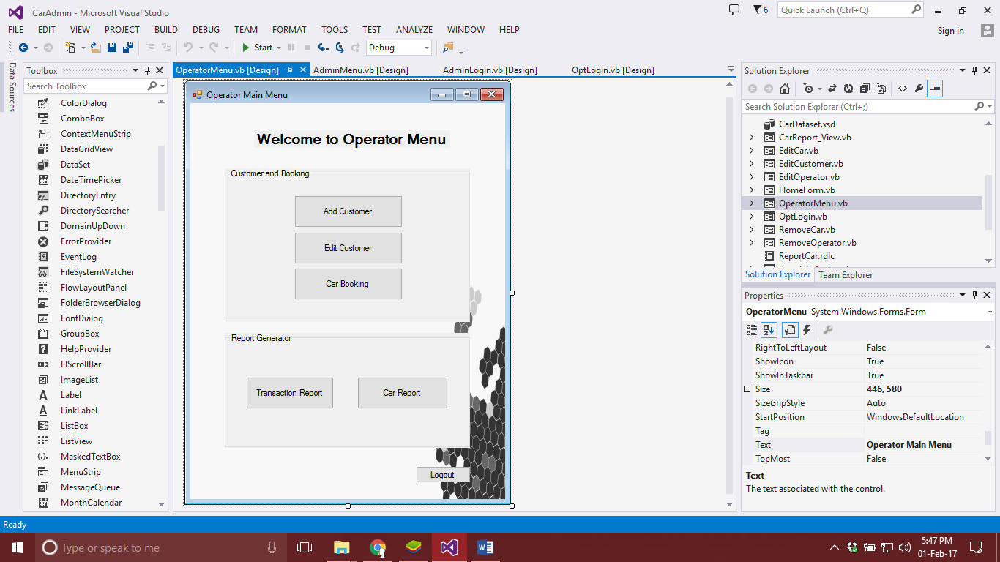 CarAdmin - Microsoft Visual Studio
6
Quick Launch (Ctrl+Q)
FILE EDIT VIEW PROJECT BUILD DEBUG TEAM FORMAT TOOLS TEST ANALYZE WINDOW HELP
Sign in
Start
Debug
Data Sources
Toolbox
Search Toolbox
ColorDialog
ComboBox
ContextMenuStrip
DataGridView
DataSet
DateTimePicker
DirectoryEntry
DirectorySearcher
DomainUpDown
ErrorProvider
EventLog
FileSystemWatcher
FlowLayoutPanel
FolderBrowserDialog
FontDialog
GroupBox
HelpProvider
HScrollBar
ImageList
Label
LinkLabel
ListBox
ListView
MaskedTextBox
MenuStrip
MessageQueue
MonthCalendar
OperatorMenu.vb [Design] AdminMenu.vb [Design] AdminLogin.vb [Design] OptLogin.vb [Design]
Operator Main Menu
Welcome to Operator Menu
Customer and Booking
Add Customer
Edit Customer
Car Booking
Report Generator
Transaction Report Car Report
Logout
Solution Explorer
Search Solution Explorer (Ctrl+;)
CarDataset.xsd
CarReport_View.vb
EditCar.vb
EditCustomer.vb
EditOperator.vb
HomeForm.vb
OperatorMenu.vb
OptLogin.vb
RemoveCar.vb
RemoveOperator.vb
ReportCar.rdlc
Solution Explorer Team Explorer
Properties
OperatorMenu System.Windows.Forms.Form
RightToLeftLayout False
ShowIcon True
ShowInTaskbar True
Size 446, 580
SizeGripStyle Auto
StartPosition WindowsDefaultLocation
Tag
Text Operator Main Menu
TopMost False
Text
The text associated with the control.
Ready
Type or speak to me
5:47 PM
01-Feb-17